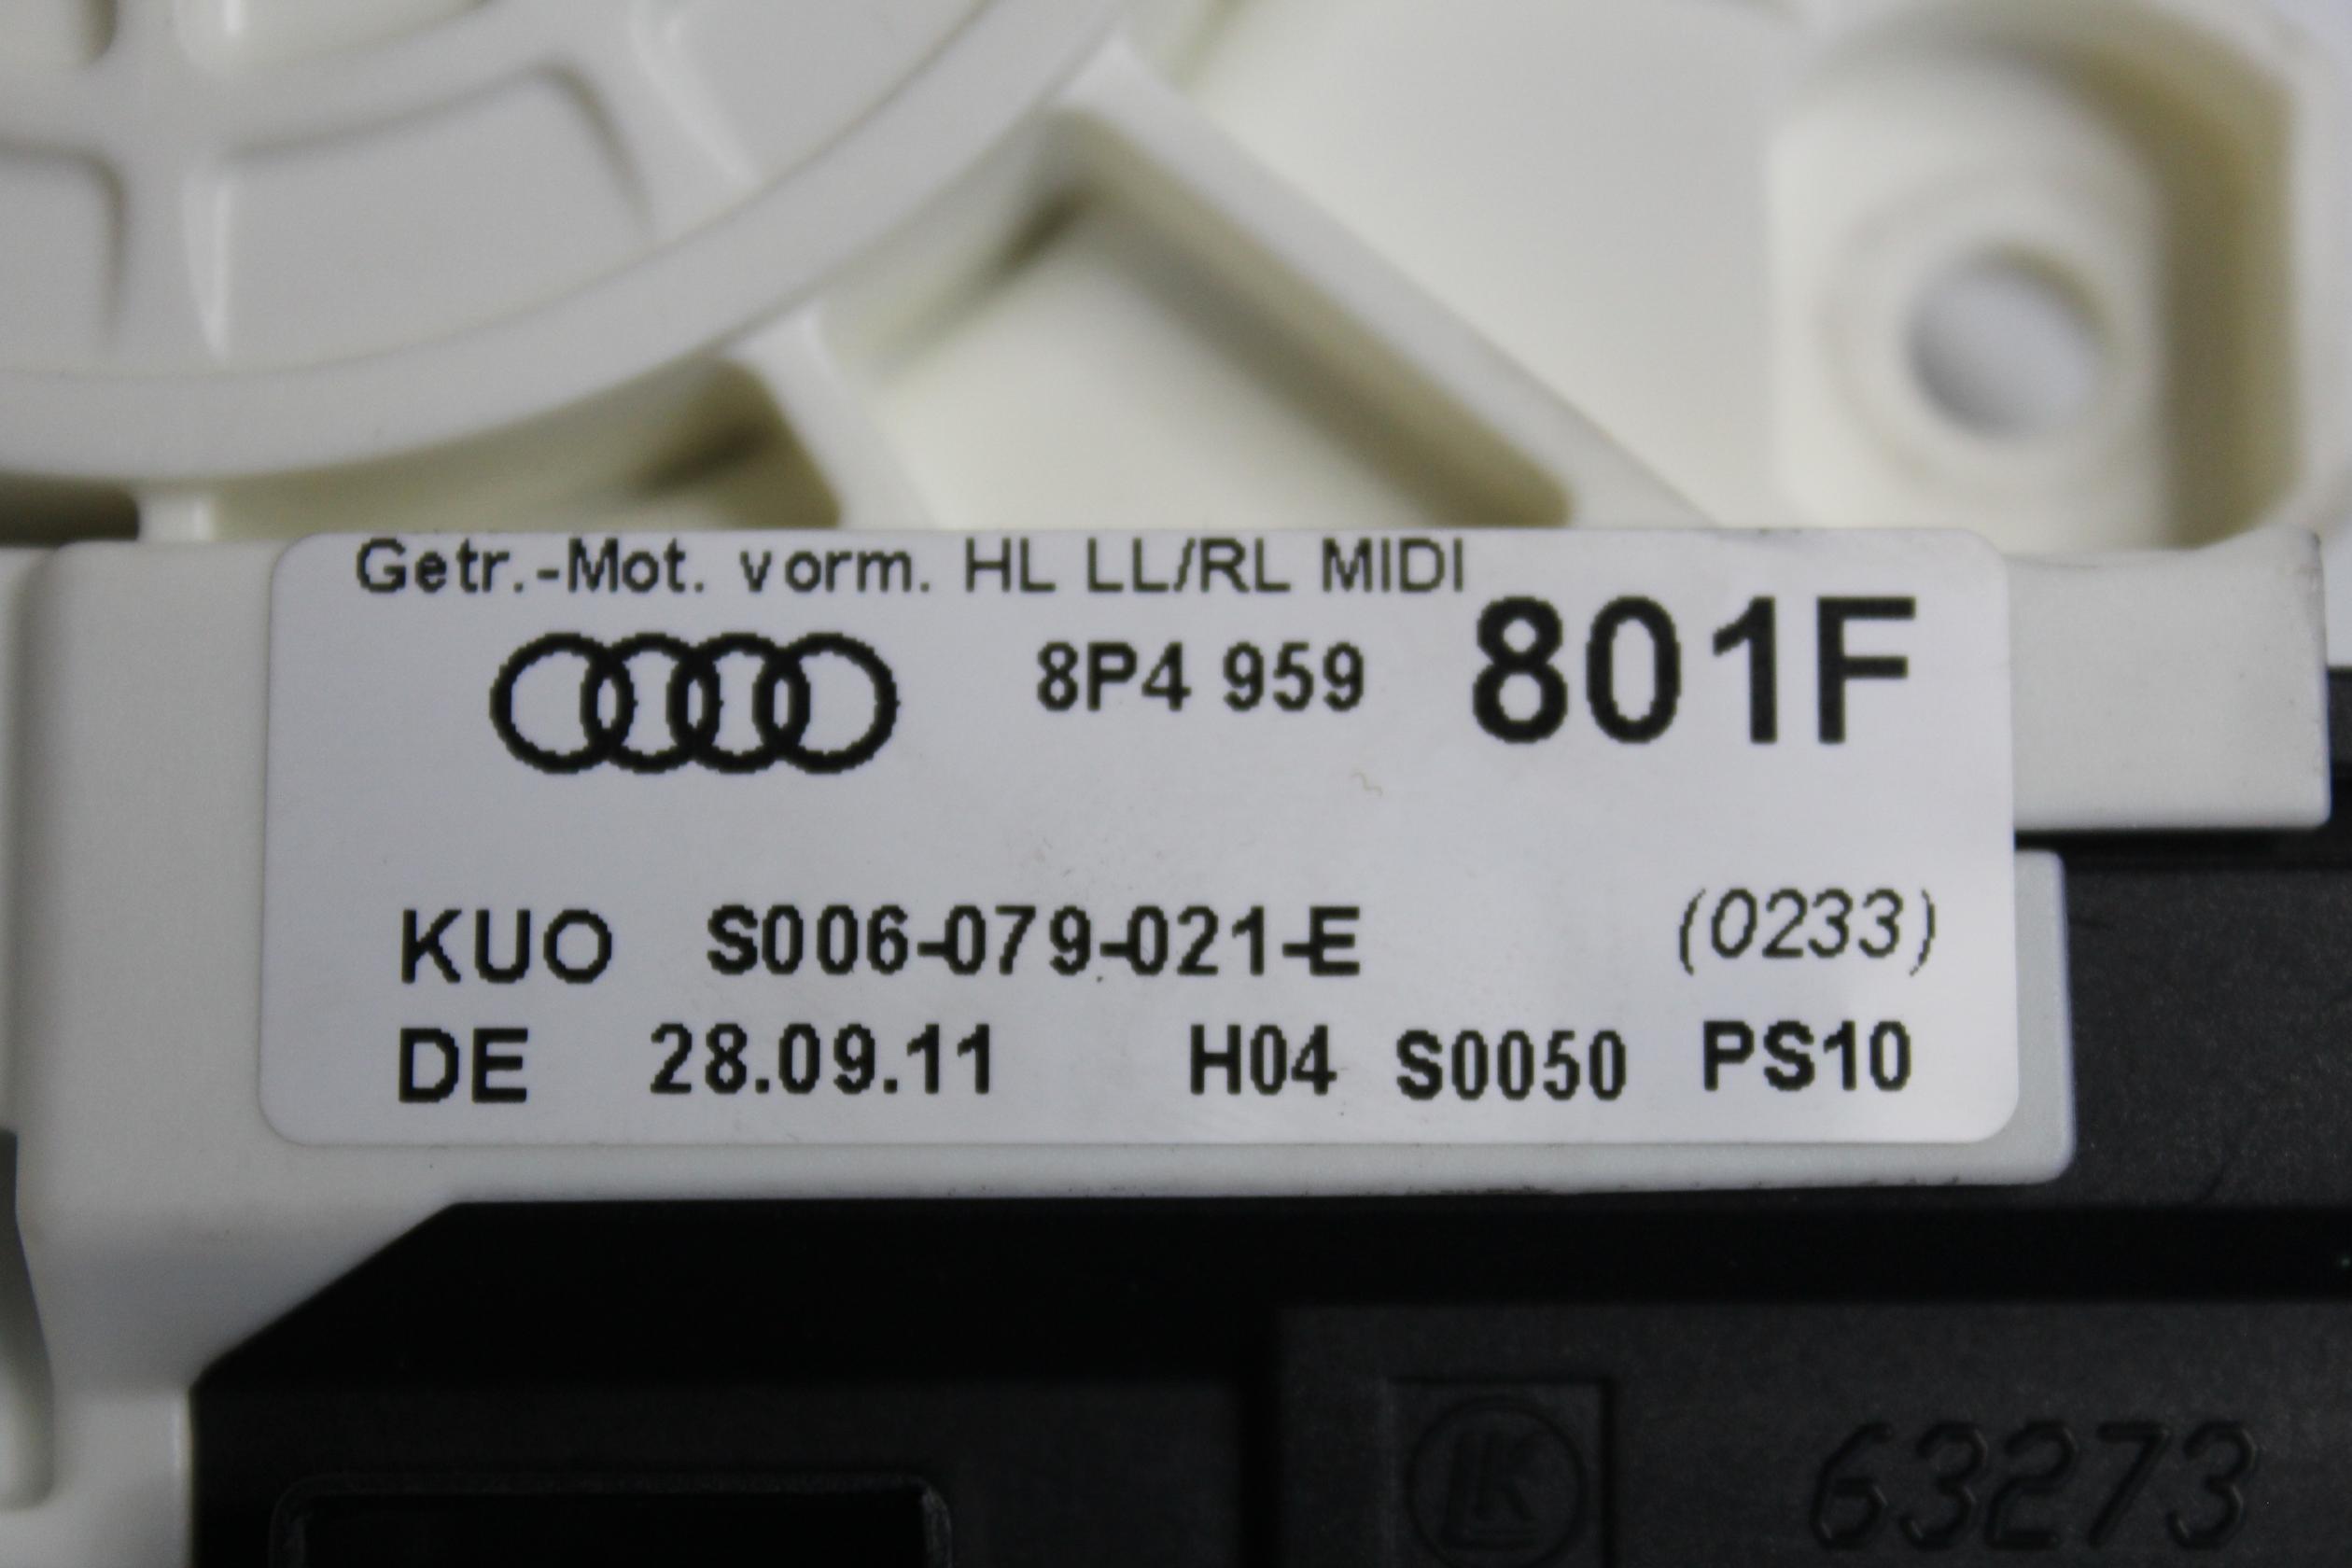 Getr.-Mot. vorm. HL LL/RL MIDI
8P4 959 801F
KUO S006-079-021-E (0233)
DE 28.09.11 H04 S0050 PS10
LK 63273